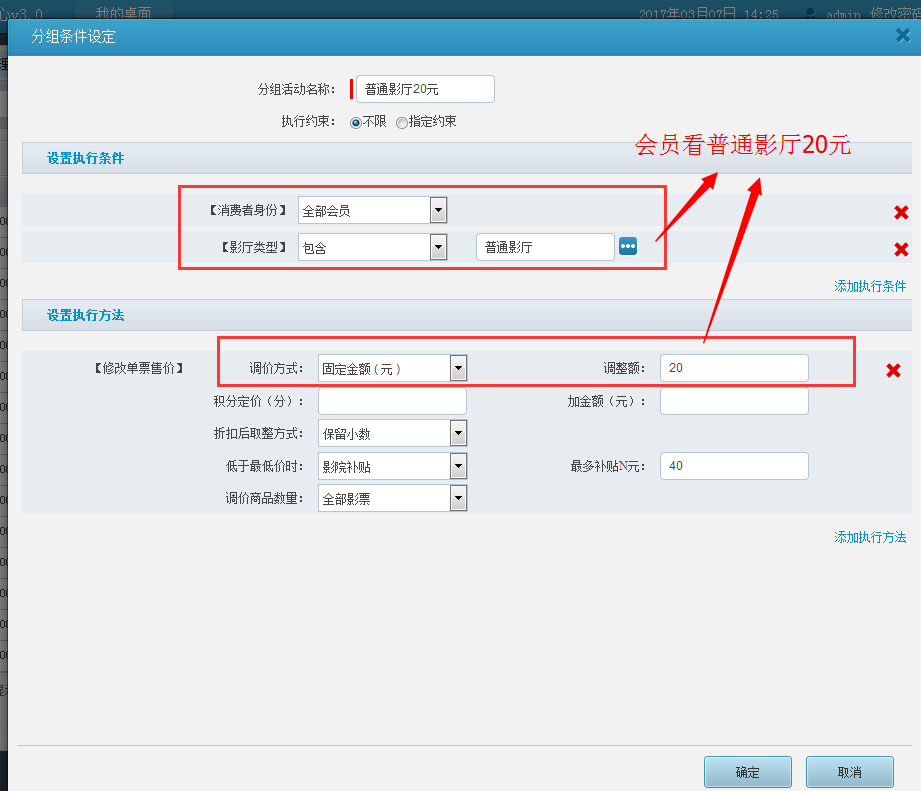 心v3.0 我的桌面 2017年03月07日 14:25 admin 修改密码
分组条件设定
分组活动名称： 普通影厅20元
执行约束： 不限 指定约束
会员看普通影厅20元
设置执行条件
【消费者身份】 全部会员
【影厅类型】 包含 普通影厅
添加执行条件
设置执行方法
【修改单票售价】 调价方式： 固定金额（元） 调整额： 20
积分定价（分）： 加金额（元）：
折扣后取整方式： 保留小数
低于最低价时： 影院补贴 最多补贴N元： 40
调价商品数量： 全部影票
添加执行方法
确定 取消